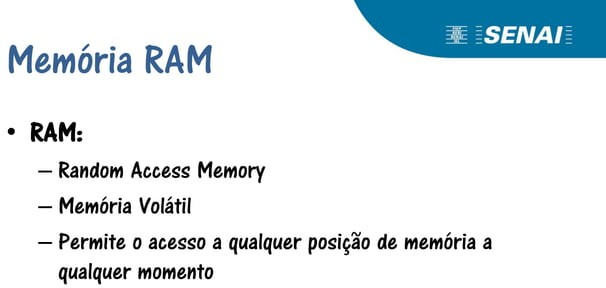 SENAI
Memória RAM
• RAM:
– Random Access Memory
– Memória Volátil
– Permite o acesso a qualquer posição de memória a
qualquer momento